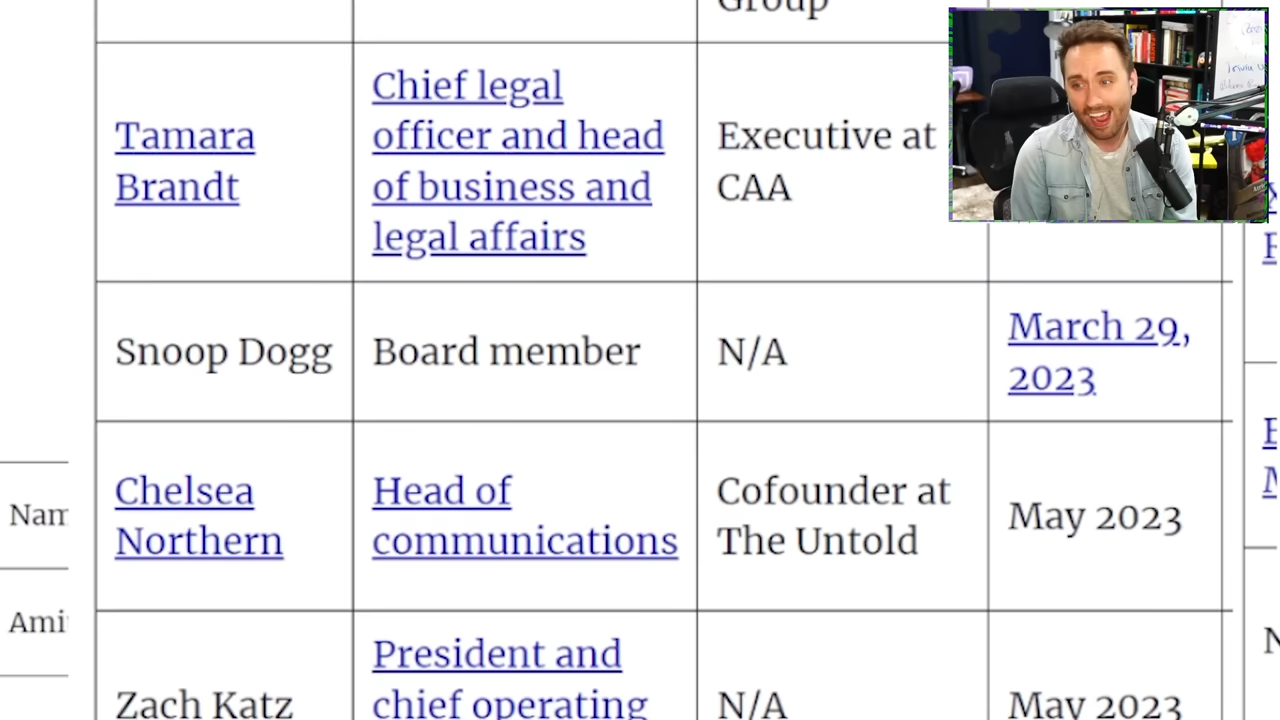 Group
Tamara
Brandt
Chief legal
officer and head
of business and
legal affairs
Executive at
CAA
Snoop Dogg
Board member
N/A
March 29,
2023
Chelsea
Northern
Head of
communications
Cofounder at
The Untold
May 2023
Zach Katz
President and
chief operating
N/A
May 2023
Nam
Ami